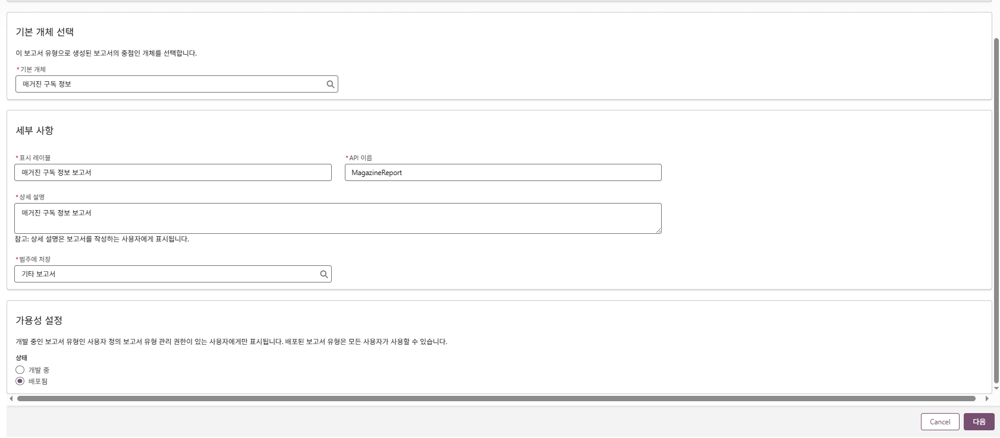 기본 개체 선택
이 보고서 유형으로 생성된 보고서의 중점인 개체를 선택합니다.
*기본 개체
매거진 구독 정보
세부 사항
*표시 레이블
*API 이름
매거진 구독 정보 보고서
MagazineReport
*상세 설명
매거진 구독 정보 보고서
참고: 상세 설명은 보고서를 작성하는 사용자에게 표시됩니다.
*범주에 저장
기타 보고서
가용성 설정
개발 중인 보고서 유형인 사용자 정의 보고서 유형 관리 권한이 있는 사용자에게만 표시됩니다. 배포된 보고서 유형은 모든 사용자가 사용할 수 있습니다.
상태
개발 중
배포됨
Cancel
다음